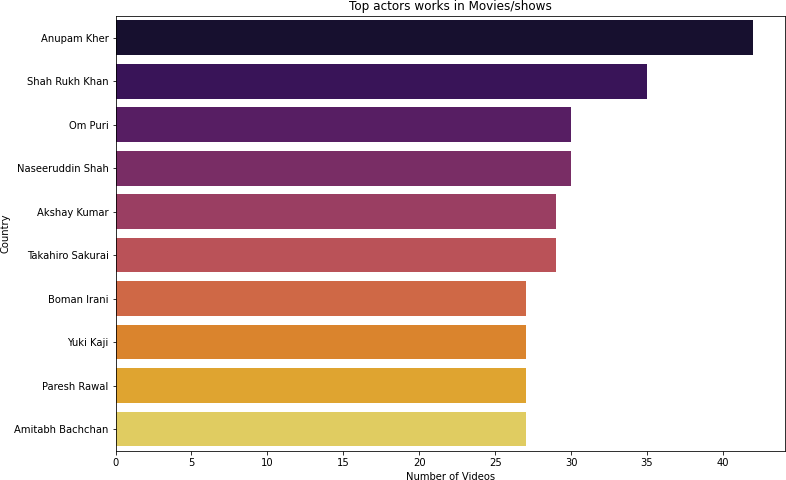 Top actors works in Movies/shows
Country
Anupam Kher
Shah Rukh Khan
Om Puri
Naseeruddin Shah
Akshay Kumar
Takahiro Sakurai
Boman Irani
Yuki Kaji
Paresh Rawal
Amitabh Bachchan
0 5 10 15 20 25 30 35 40
Number of Videos